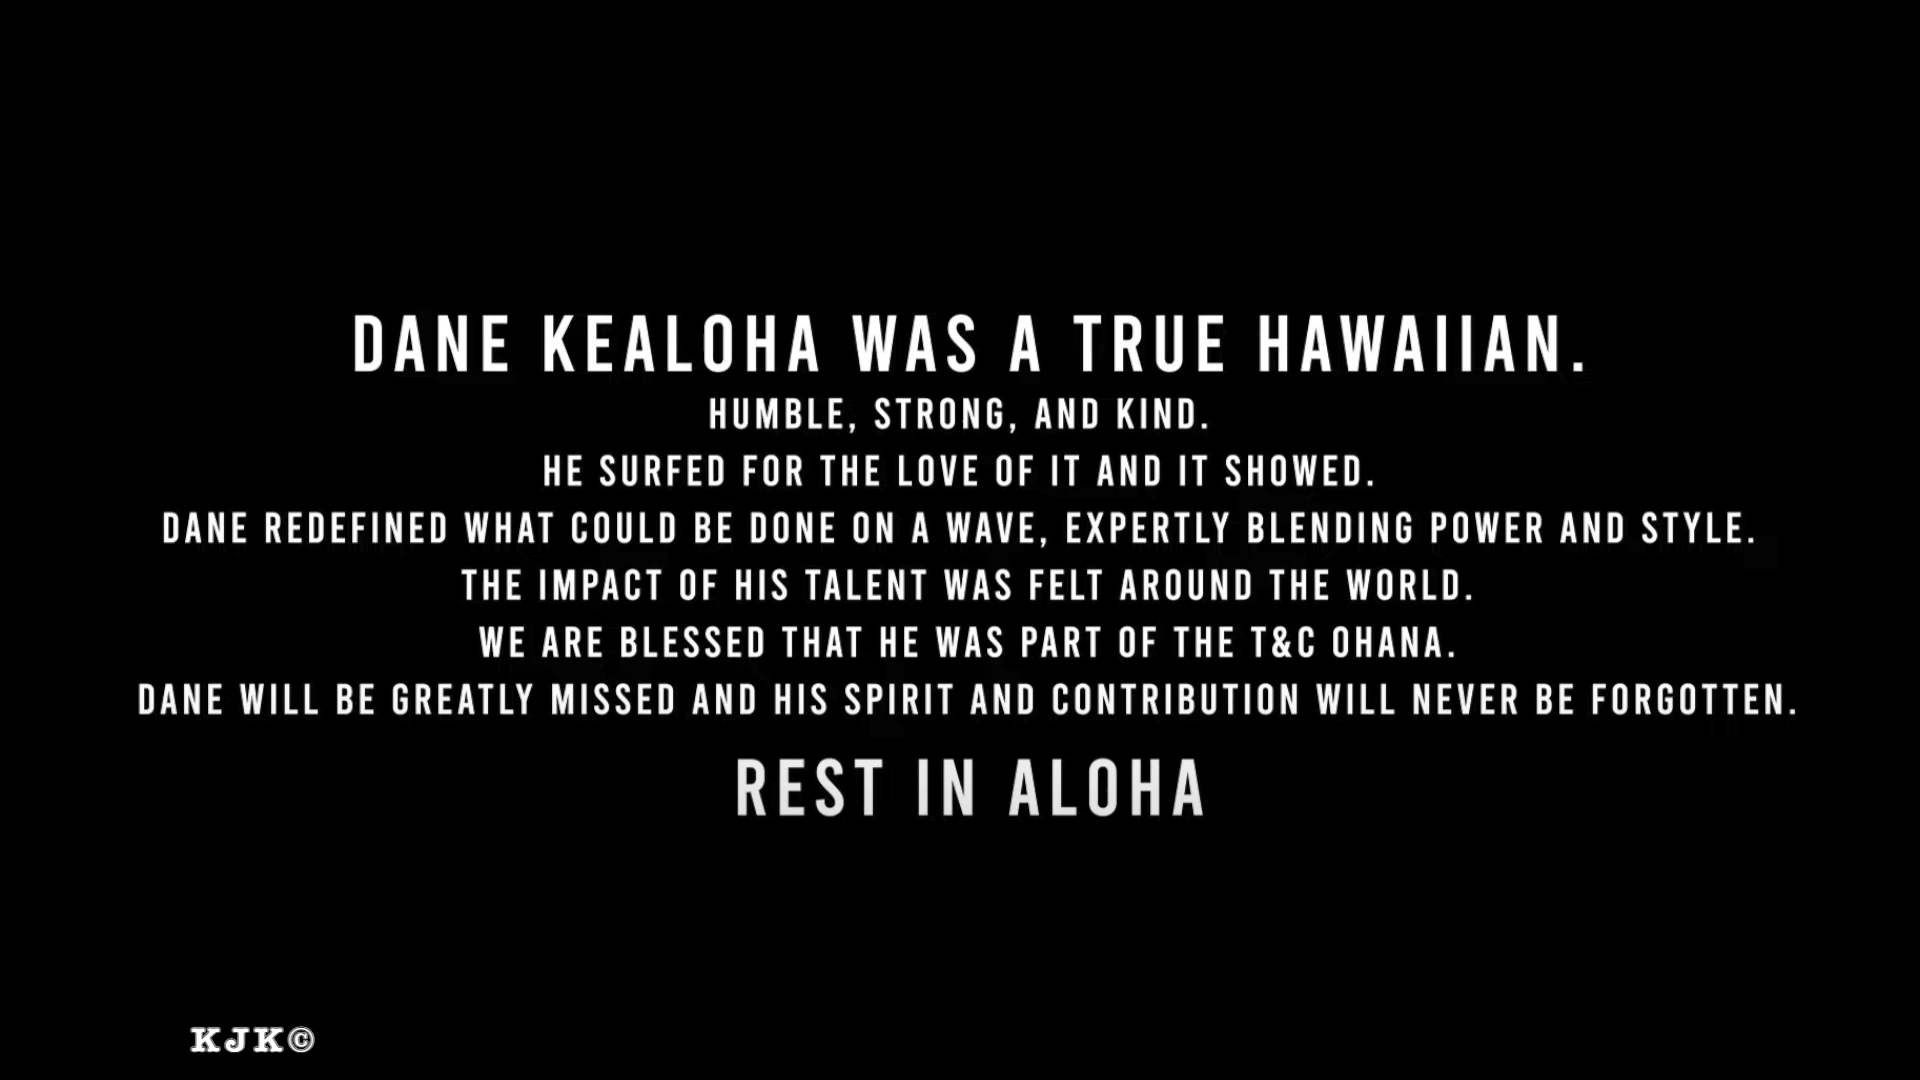 DANE KEALOHA WAS A TRUE HAWAIIAN.
HUMBLE, STRONG, AND KIND.
HE SURFED FOR THE LOVE OF IT AND IT SHOWED.
DANE REDEFINED WHAT COULD BE DONE ON A WAVE, EXPERTLY BLENDING POWER AND STYLE.
THE IMPACT OF HIS TALENT WAS FELT AROUND THE WORLD.
WE ARE BLESSED THAT HE WAS PART OF THE T&C OHANA.
DANE WILL BE GREATLY MISSED AND HIS SPIRIT AND CONTRIBUTION WILL NEVER BE FORGOTTEN.
REST IN ALOHA
KJK©